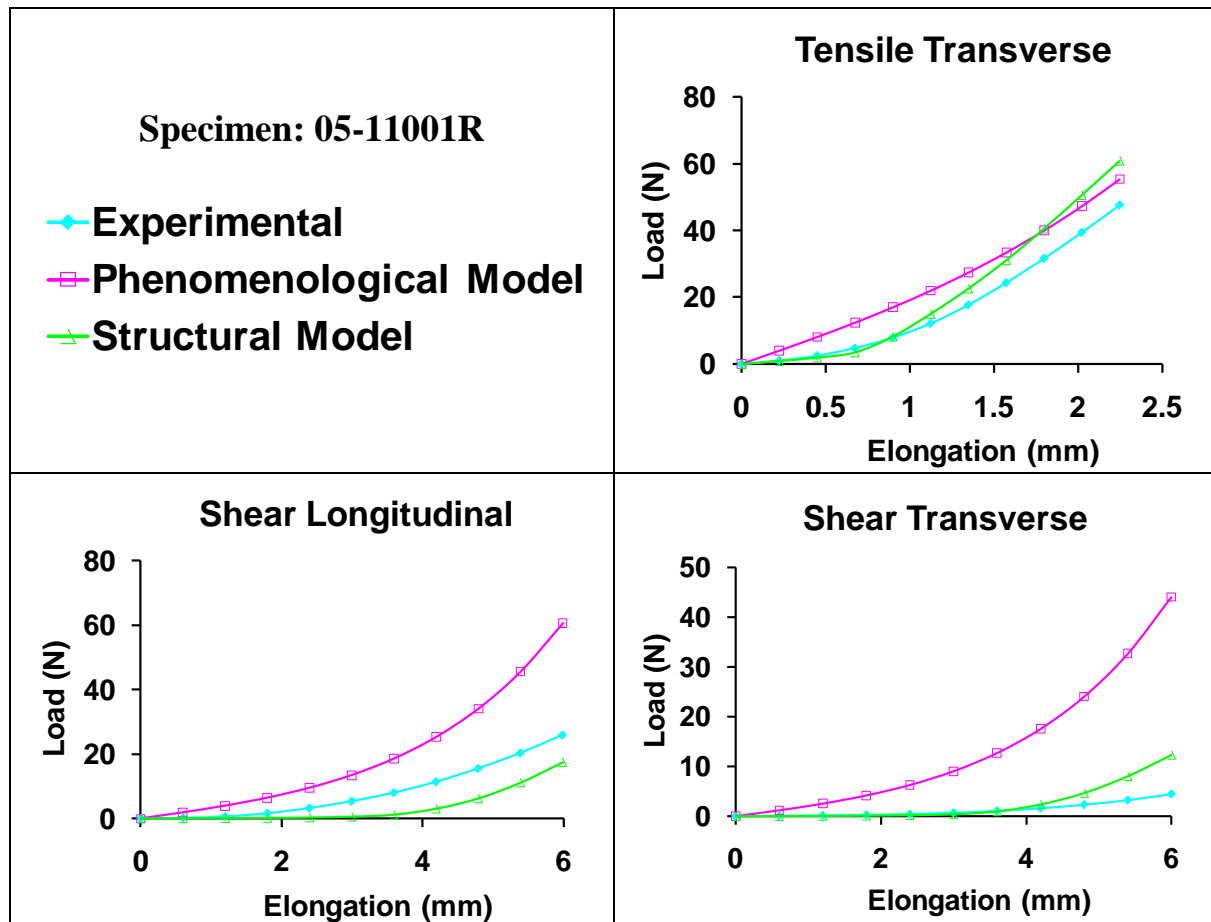 Specimen: 05-11001R
Experimental
Phenomenological Model
Structural Model
Tensile Transverse
80
60
40
20
0
Load (N)
0 0.5 1 1.5 2 2.5
Elongation (mm)
Shear Longitudinal
80
60
40
20
0
Load (N)
0 2 4 6
Elongation (mm)
Shear Transverse
50
40
30
20
10
0
Load (N)
0 2 4 6
Elongation (mm)